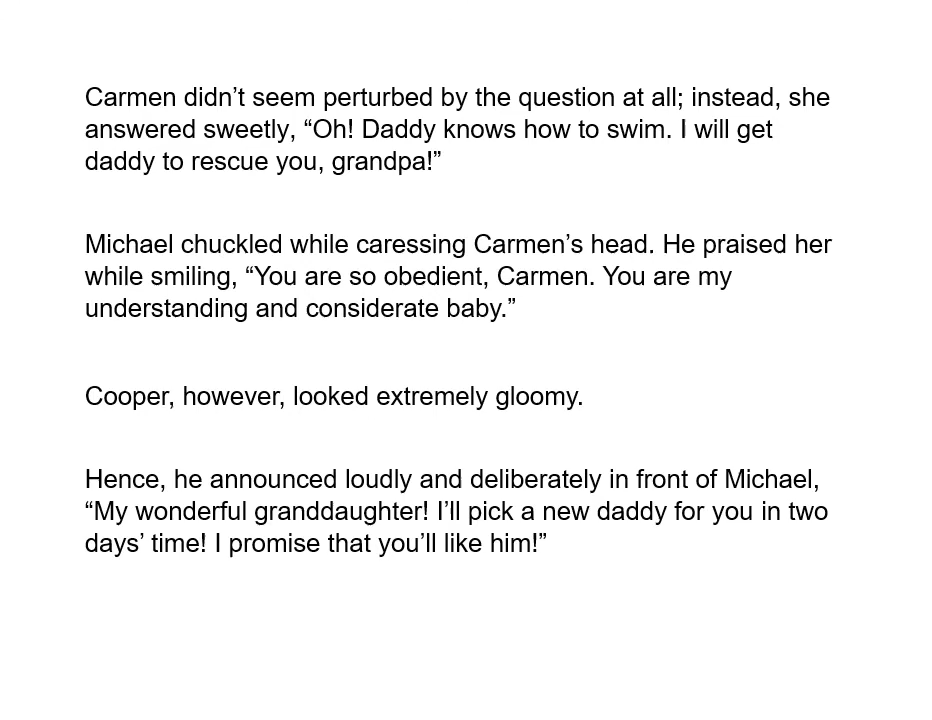 Carmen didn’t seem perturbed by the question at all; instead, she
answered sweetly, “Oh! Daddy knows how to swim. I will get
daddy to rescue you, grandpa!”
Michael chuckled while caressing Carmen’s head. He praised her
while smiling, “You are so obedient, Carmen. You are my
understanding and considerate baby.”
Cooper, however, looked extremely gloomy.
Hence, he announced loudly and deliberately in front of Michael,
“My wonderful granddaughter! I’ll pick a new daddy for you in two
days’ time! I promise that you’ll like him!”